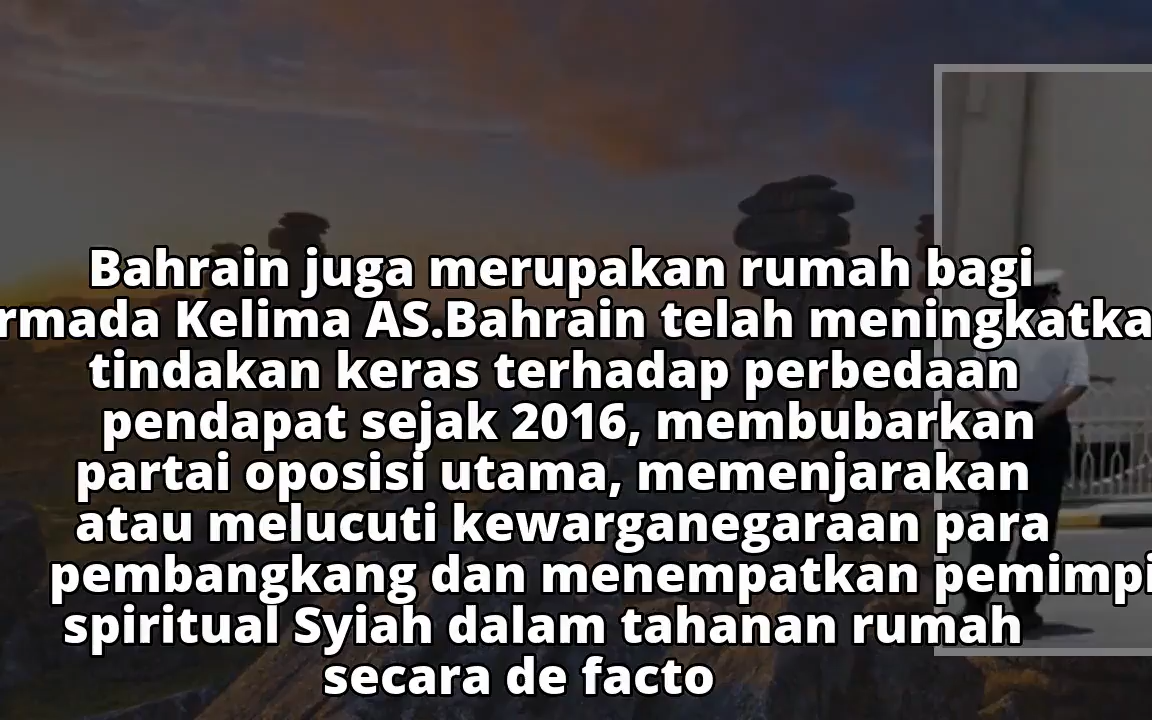 Bahrain juga merupakan rumah bagi
rmada Kelima AS.Bahrain telah meningkatka
tindakan keras terhadap perbedaan
pendapat sejak 2016, membubarkan
partai oposisi utama, memenjarakan
atau melucuti kewarganegaraan para
pembangkang dan menempatkan pemimpi
spiritual Syiah dalam tahanan rumah
secara de facto